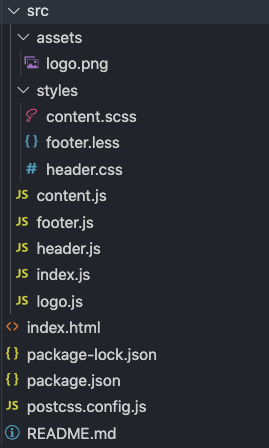 src
assets
logo.png
styles
content.scss
{} footer.less
# header.css
JS content.js
JS footer.js
JS header.js
JS index.js
JS logo.js
<> index.html
{} package-lock.json
{} package.json
JS postcss.config.js
README.md